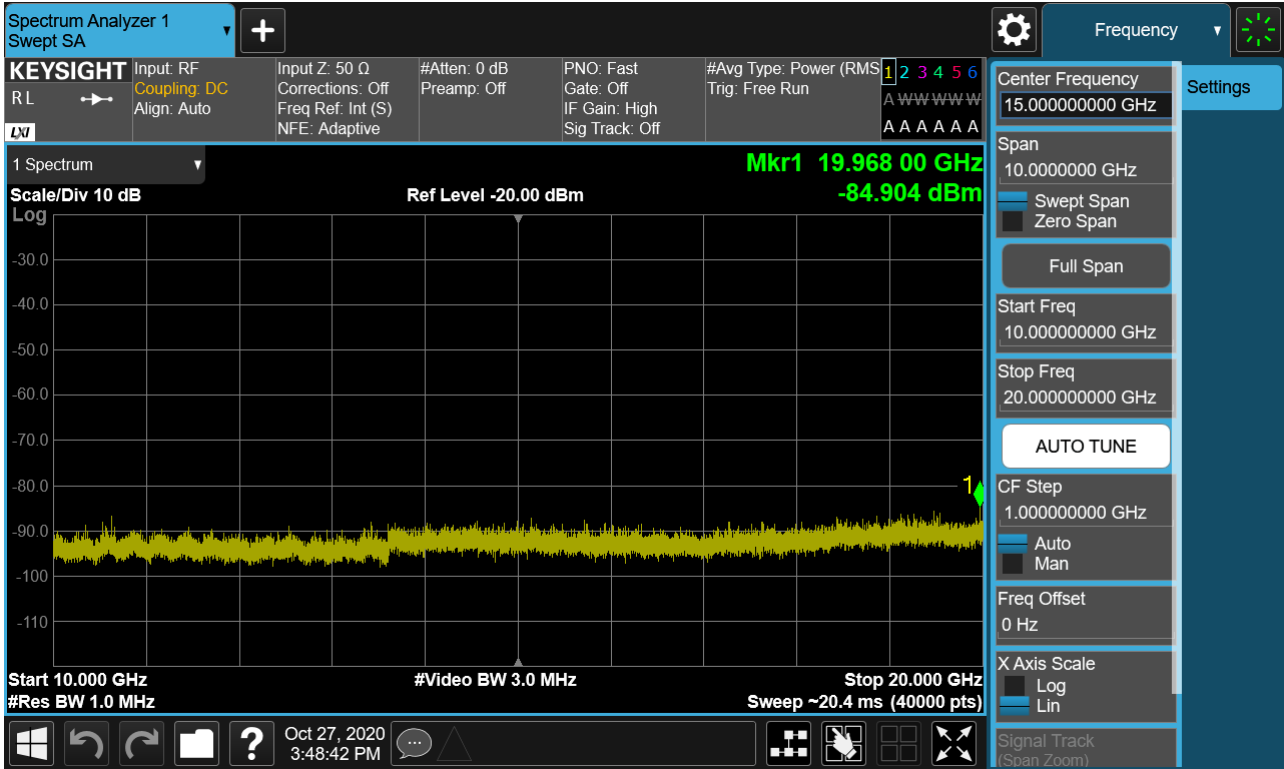 Spectrum Analyzer 1
Swept SA
+
Frequency
KEYSIGHT
R L
LXI
Input: RF
Coupling: DC
Align: Auto
Input Z: 50 Ω
Corrections: Off
Freq Ref: Int (S)
NFE: Adaptive
#Atten: 0 dB
Preamp: Off
PNO: Fast
Gate: Off
IF Gain: High
Sig Track: Off
#Avg Type: Power (RMS
Trig: Free Run
1 2 3 4 5 6
A W W W W W
A A A A A A
1 Spectrum
Scale/Div 10 dB
Ref Level -20.00 dBm
Mkr1 19.968 00 GHz
-84.904 dBm
Log
-30.0
-40.0
-50.0
-60.0
-70.0
-80.0
-90.0
-100
-110
1
Start 10.000 GHz
#Res BW 1.0 MHz
#Video BW 3.0 MHz
Stop 20.000 GHz
Sweep ~20.4 ms (40000 pts)
Center Frequency
15.000000000 GHz
Span
10.0000000 GHz
Swept Span
Zero Span
Full Span
Start Freq
10.000000000 GHz
Stop Freq
20.000000000 GHz
AUTO TUNE
CF Step
1.000000000 GHz
Auto
Man
Freq Offset
0 Hz
X Axis Scale
Log
Lin
Signal Track
(Span Zoom)
Settings
?
Oct 27, 2020
3:48:42 PM